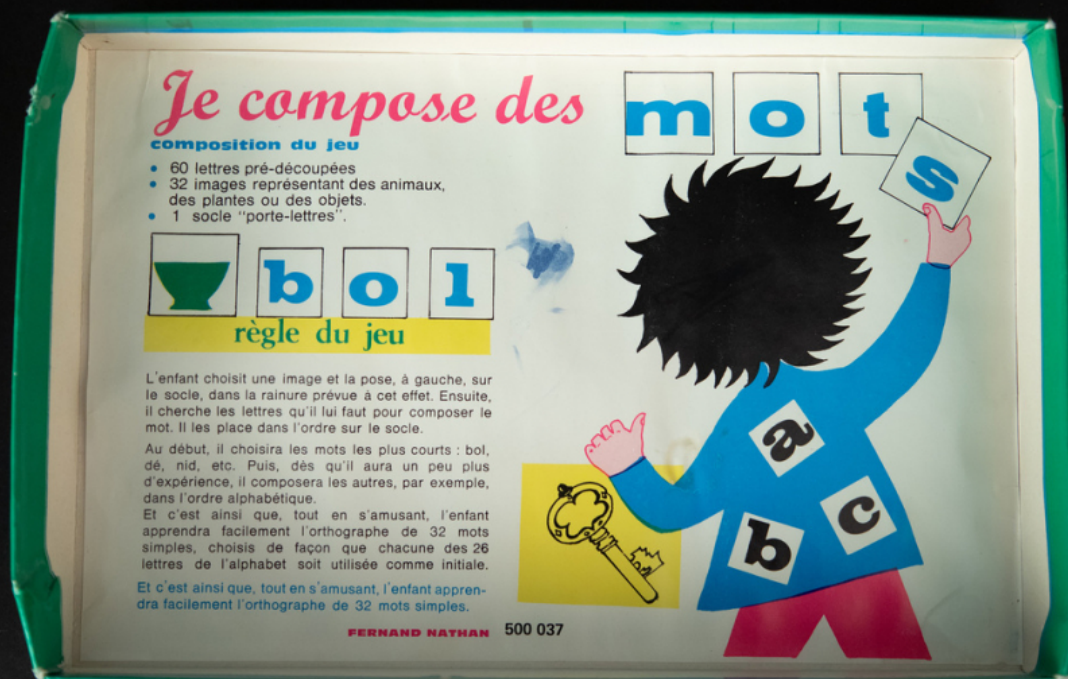 Je compose des mots
composition du jeu
• 60 lettres pré-découpées
• 32 images représentant des animaux,
des plantes ou des objets.
• 1 socle "porte-lettres".
bol
règle du jeu
L'enfant choisit une image et la pose, à gauche, sur
le socle, dans la rainure prévue à cet effet. Ensuite,
il cherche les lettres qu'il lui faut pour composer le
mot. Il les place dans l'ordre sur le socle.
Au début, il choisira les mots les plus courts : bol,
dé, nid, etc. Puis, dès qu'il aura un peu plus
d'expérience, il composera les autres, par exemple,
dans l'ordre alphabétique.
Et c'est ainsi que, tout en s'amusant, l'enfant
apprendra facilement l'orthographe de 32 mots
simples, choisis de façon que chacune des 26
lettres de l'alphabet soit utilisée comme initiale.
Et c'est ainsi que, tout en s'amusant, l'enfant appren-
dra facilement l'orthographe de 32 mots simples.
FERNAND NATHAN 500 037
a
b c